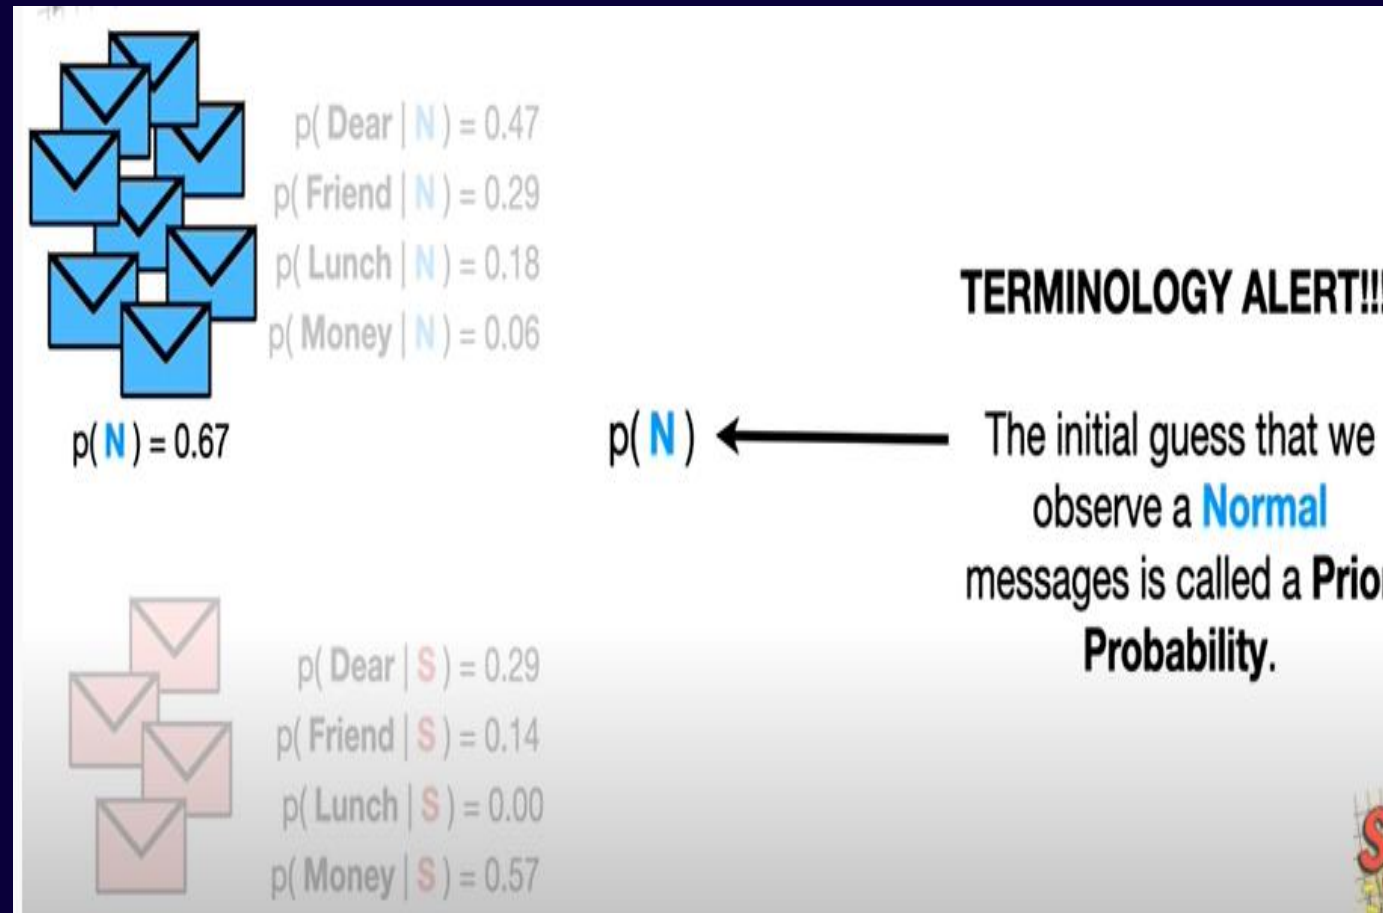 p( Dear | N ) = 0.47
p( Friend | N ) = 0.29
p( Lunch | N ) = 0.18
p( Money | N ) = 0.06
p( N ) = 0.67
TERMINOLOGY ALERT!!!
p( N )
The initial guess that we
observe a Normal
messages is called a Prior
Probability.
p( Dear | S ) = 0.29
p( Friend | S ) = 0.14
p( Lunch | S ) = 0.00
p( Money | S ) = 0.57